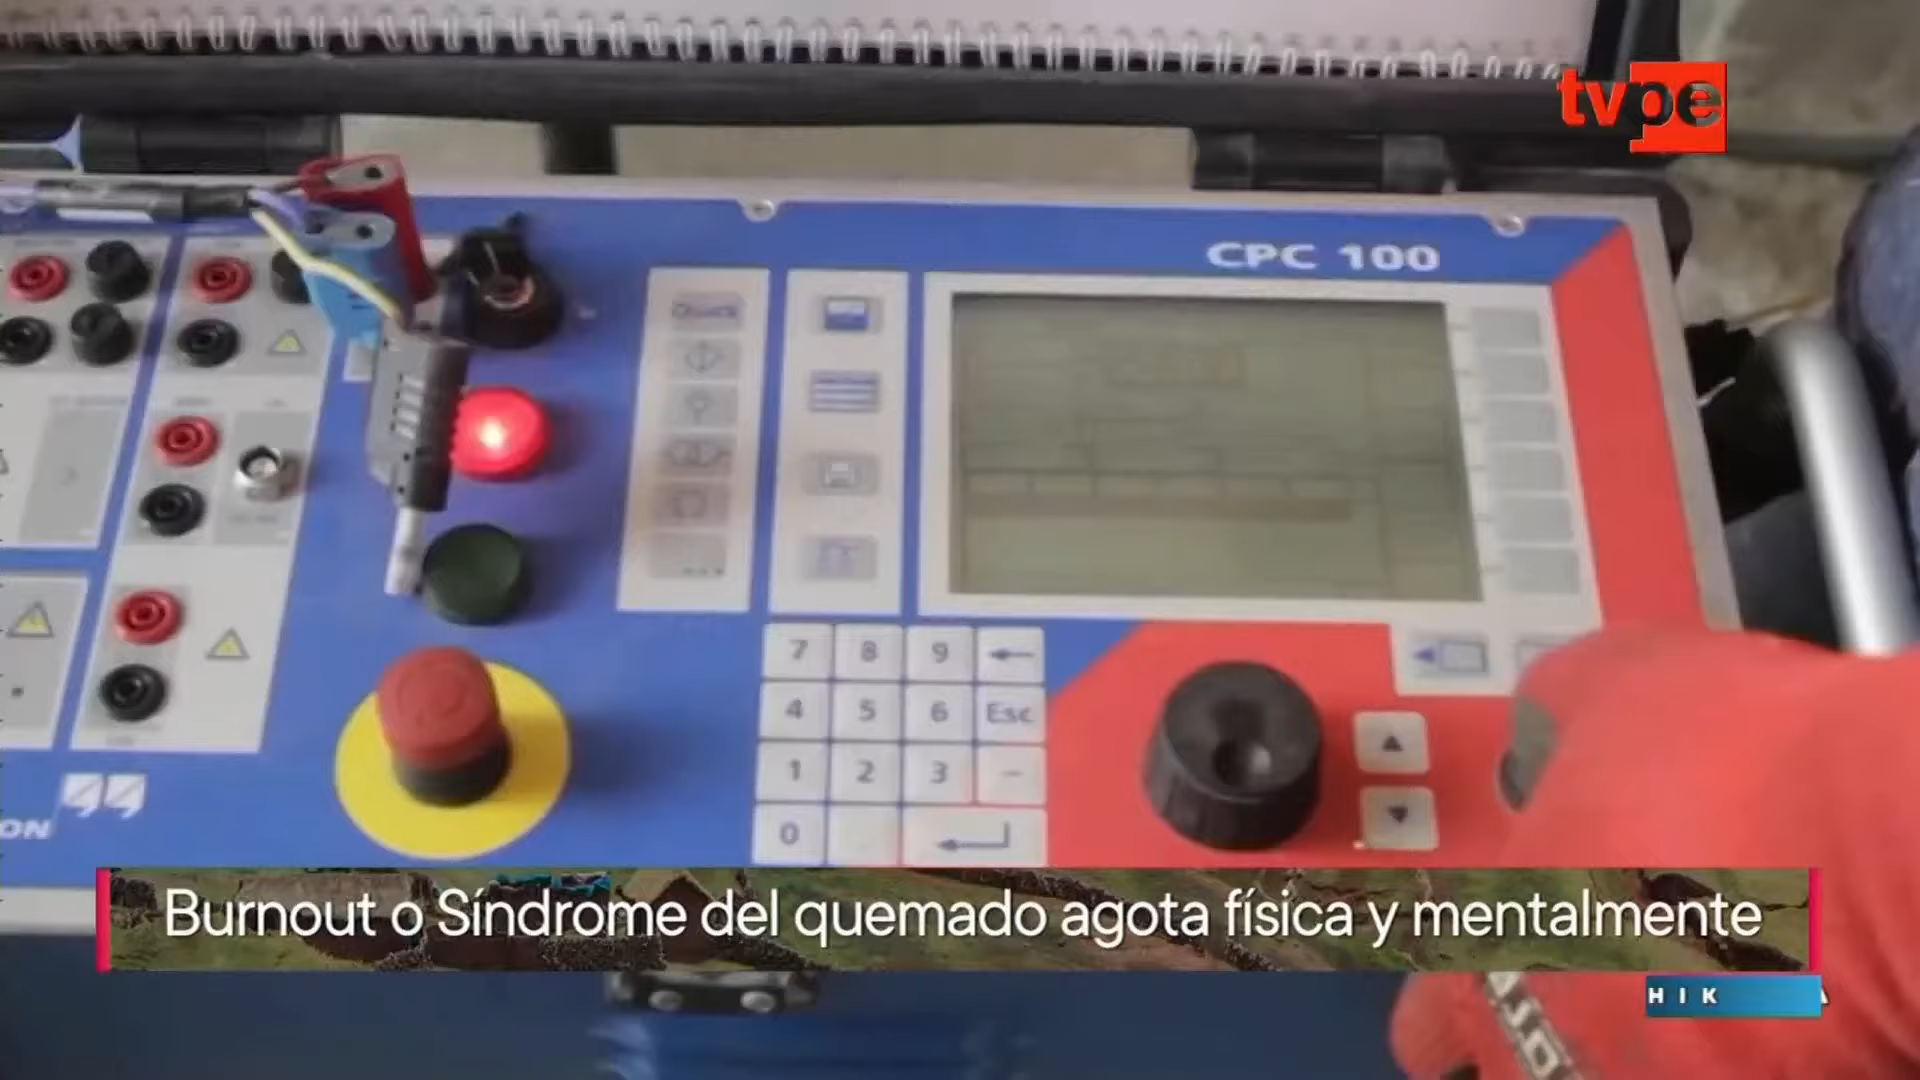 tvpe
CPC 100
7 8 9
4 5 6 Esc
1 2 3 -
0
ON
Burnout o Síndrome del quemado agota física y mentalmente
HIK
ASO